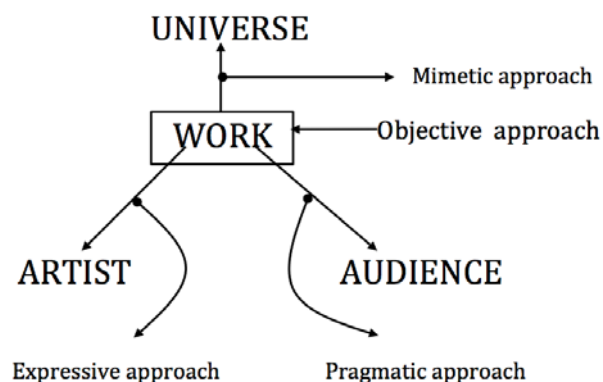 UNIVERSE
Mimetic approach
WORK
Objective approach
ARTIST
AUDIENCE
Expressive approach
Pragmatic approach